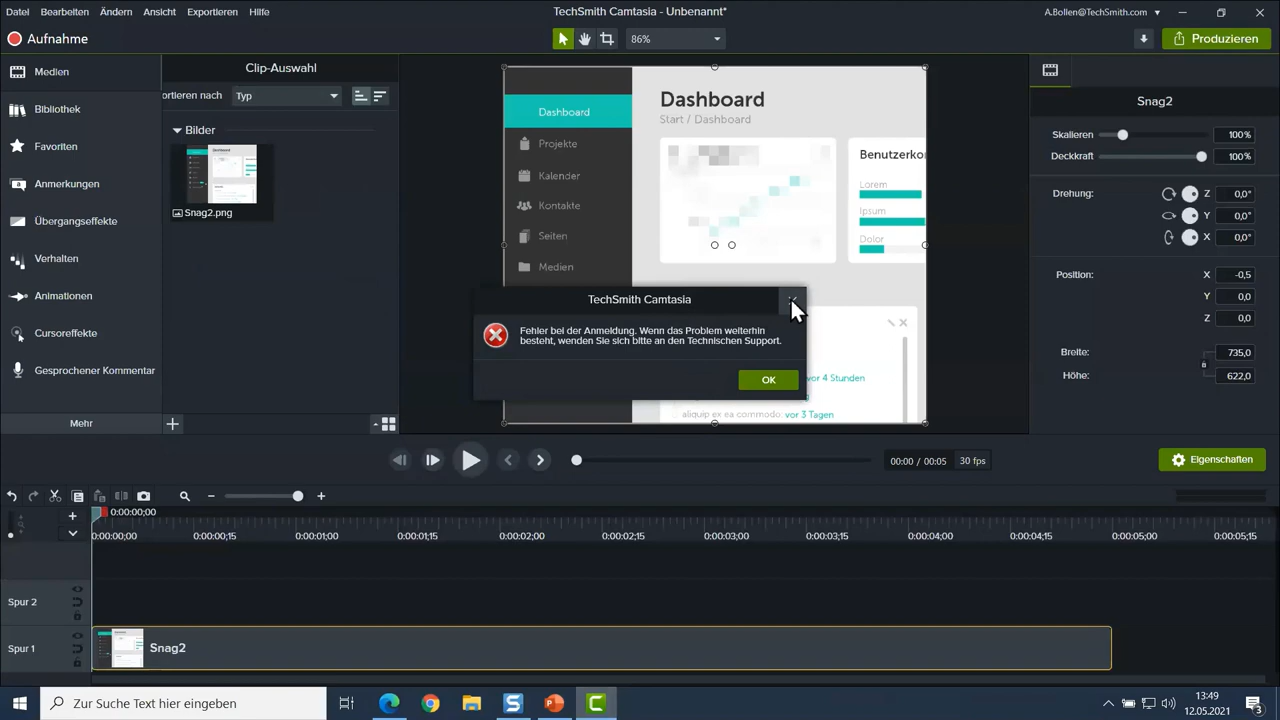 Datei Bearbeiten Ändern Ansicht Exportieren Hilfe TechSmith Camtasia - Unbenannt* A.Bollen@TechSmith.com
Aufnahme 86% Produzieren
Medien
Bibliothek
Favoriten
Anmerkungen
Übergangseffekte
Verhalten
Animationen
Cursoreffekte
Gesprochener Kommentar
Mehr
Clip-Auswahl
ortieren nach Typ
Bilder
snag2.png
Dashboard
Projekte
Kalender
Kontakte
Seiten
Medien
Dashboard
Start / Dashboard
Benutzerkon
Lorem
Ipsum
Dolor
TechSmith Camtasia
Fehler bei der Anmeldung. Wenn das Problem weiterhin
besteht, wenden Sie sich bitte an den Technischen Support.
OK
vor 4 Stunden
aliquip ex ea commodo: vor 3 Tagen
Snag2
Skalieren 100%
Deckkraft 100%
Drehung: Z 0,0°
Y 0,0°
X 0,0°
Position: X -0,5
Y 0,0
Z 0,0
Breite: 735,0
Höhe: 622,0
00:00 / 00:05 30 fps Eigenschaften
0:00:00;00
0:00:00;00 0:00:00;15 0:00:01;00 0:00:01;15 0:00:02;00 0:00:02;15 0:00:03;00 0:00:03;15 0:00:04;00 0:00:04;15 0:00:05;00 0:00:05;15
Spur 2
Spur 1 Snag2
Zur Suche Text hier eingeben
13:49
12.05.2021
3